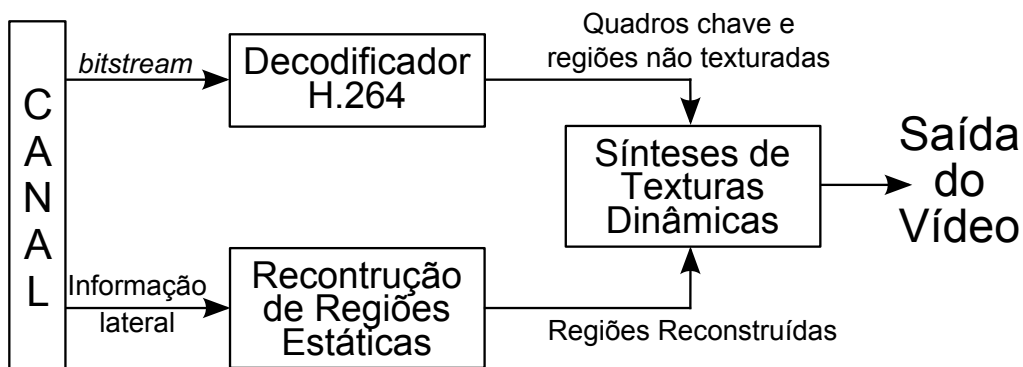 CANAL
bitstream
Decodificador
H.264
Quadros chave e
regiões não texturadas
Sínteses de
Texturas
Dinâmicas
Saída
do
Vídeo
Informação
lateral
Recontrução
de Regiões
Estáticas
Regiões Reconstruídas